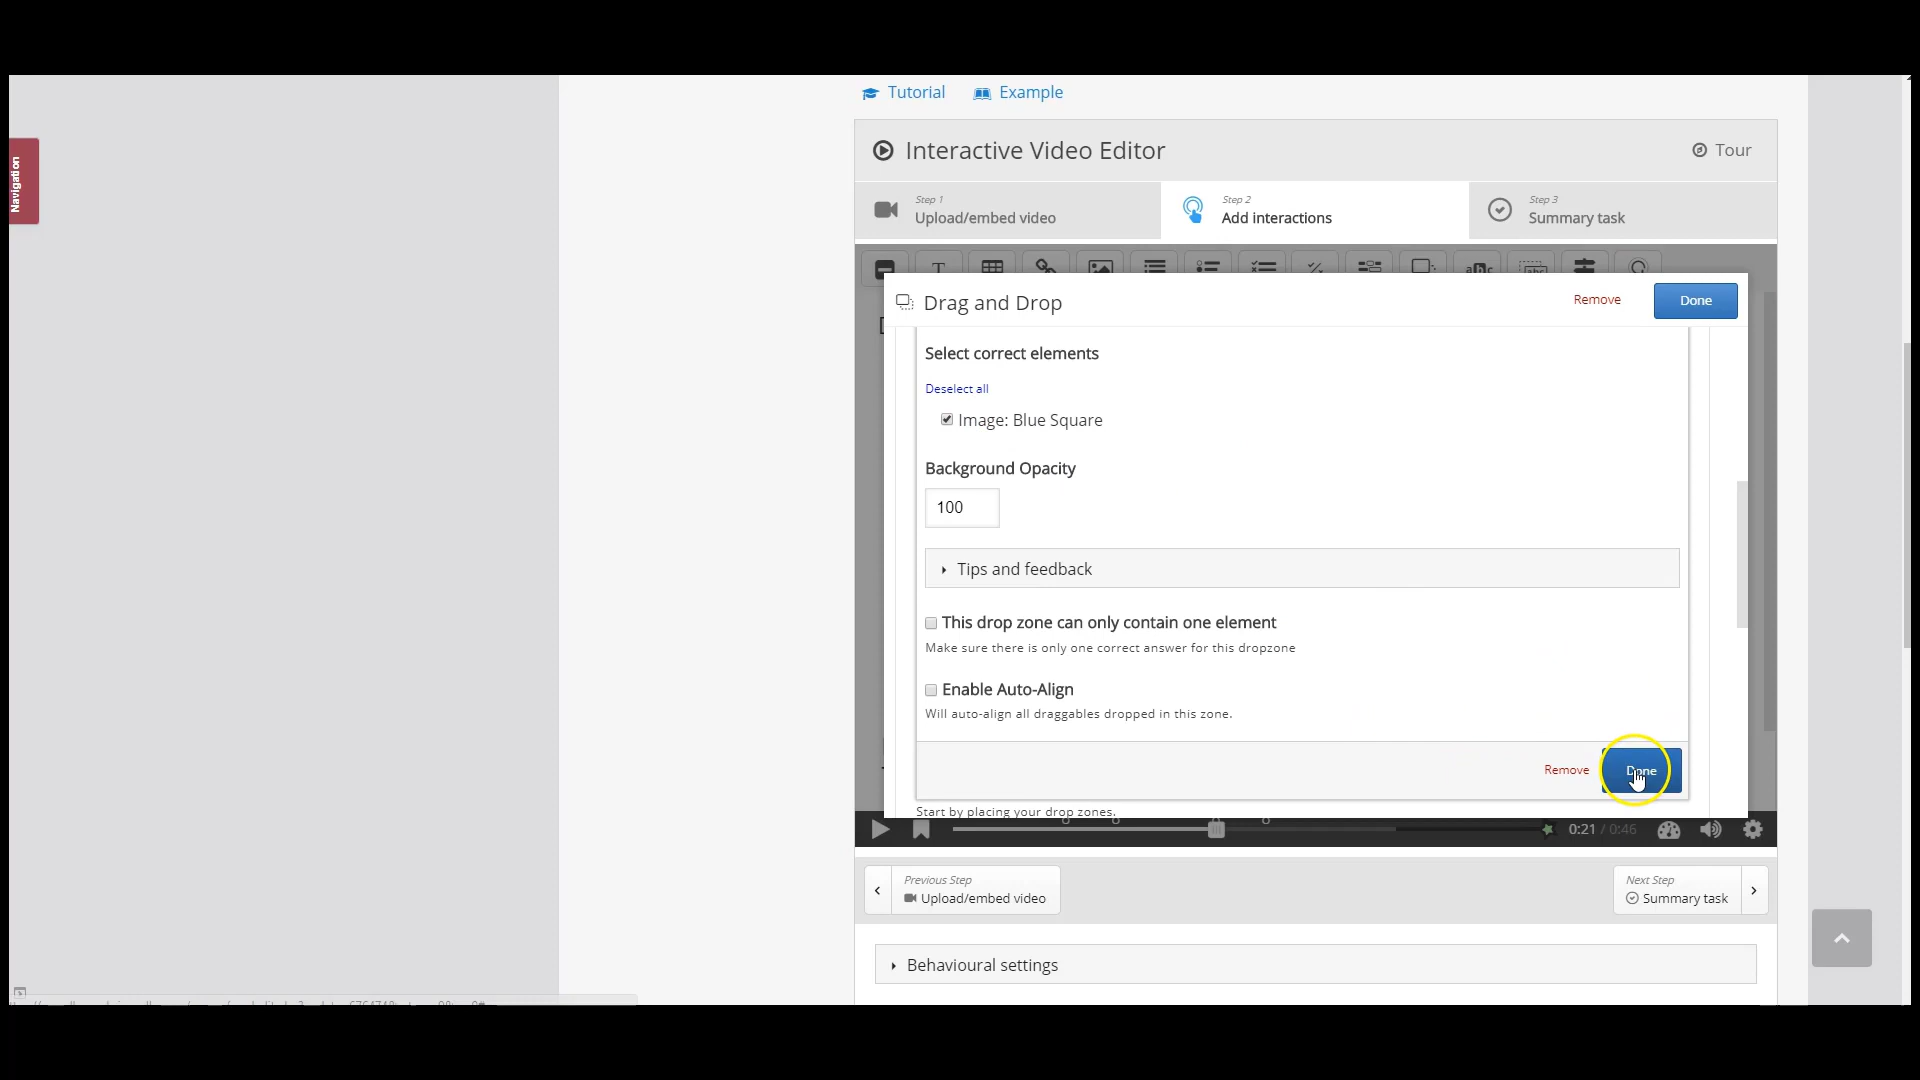 Tutorial
Example
Navigation
Interactive Video Editor
Tour
Step 1
Upload/embed video
Step 2
Add interactions
Step 3
Summary task
Drag and Drop
Remove
Done
Select correct elements
Deselect all
Image: Blue Square
Background Opacity
100
Tips and feedback
This drop zone can only contain one element
Make sure there is only one correct answer for this dropzone
Enable Auto-Align
Will auto-align all draggables dropped in this zone.
Remove
Done
Start by placing your drop zones.
0:21 / 0:46
Previous Step
Upload/embed video
Next Step
Summary task
Behavioural settings